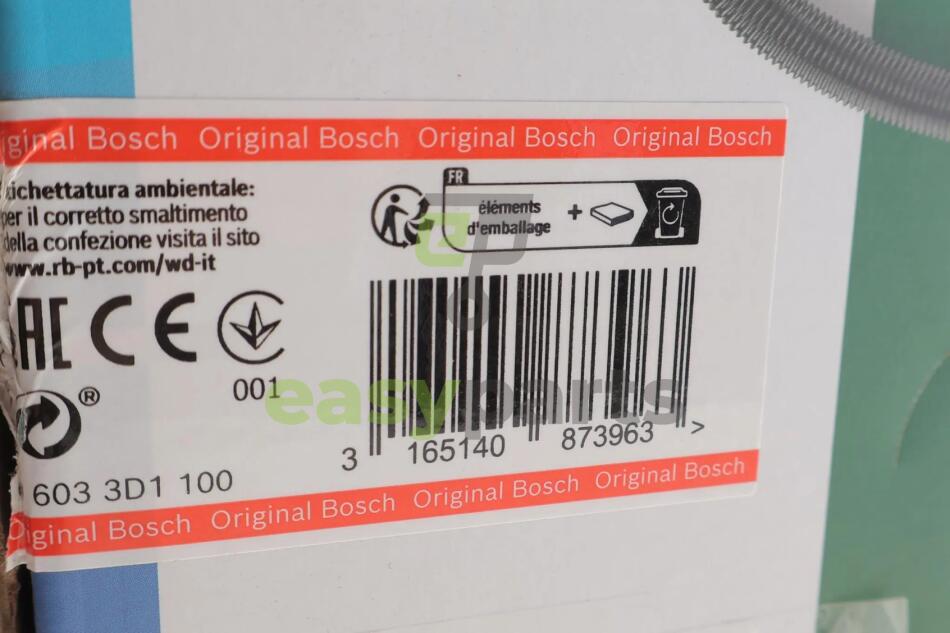 iginal Bosch Original Bosch Original Bosch Original Bosch
ichettatura ambientale:
per il corretto smaltimento
della confezione visita il sito
www.rb-pt.com/wd-it
FR
éléments
d'emballage
+
EAC CE
001
®
easyparts
3 165140 873963 >
603 3D1 100
Original Bosch Original Bosch Original Bosch Original Bosch